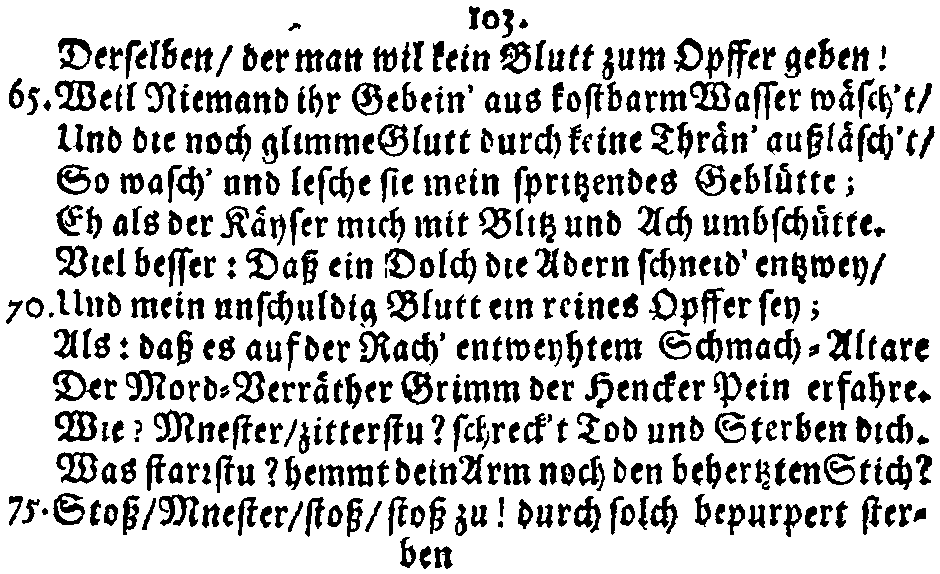 103.
Derselben/ der man wil kein Blutt zum Opffer geben!
65. Weil Niemand ihr Gebein' aus kostbarm Wasser wäsch't/
Und die noch glimme Glutt durch keine Thrän' außläsch't/
So wasch' und lesche sie mein spritzendes Geblütte;
Eh als der Käyser mich mit Blitz und Ach umbschütte.
Viel besser: Daß ein Dolch die Adern schneid' entzwey/
70. Und mein unschuldig Blutt ein reines Opffer sey;
Als: daß es auf der Rach' entweyhtem Schmach-Altare
Der Mord-Verräther Grimm der Hencker Pein erfahre.
Wie? Mnester/ zitterstu? schreck't Tod und Sterben dich.
Was starrstu? hemmt dein Arm noch den behertzten Stich?
75. Stoß/ Mnester/ stoß/ stoß zu! durch solch bepurpert ster-
ben